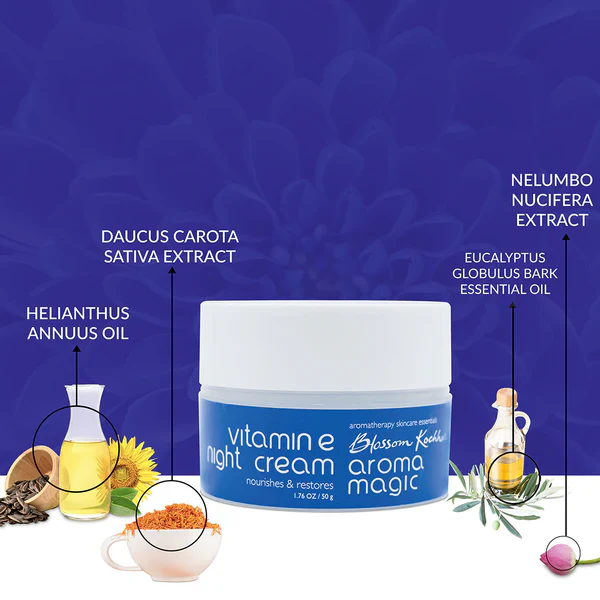 NELUMBO
NUCIFERA
EXTRACT
DAUCUS CAROTA
SATIVA EXTRACT
EUCALYPTUS
GLOBULUS BARK
ESSENTIAL OIL
HELIANTHUS
ANNUUS OIL
vitamin e
night cream
nourishes & restores
1.76 OZ / 50 g
aromatherapy skincare essentials
Blossom
aroma
magic